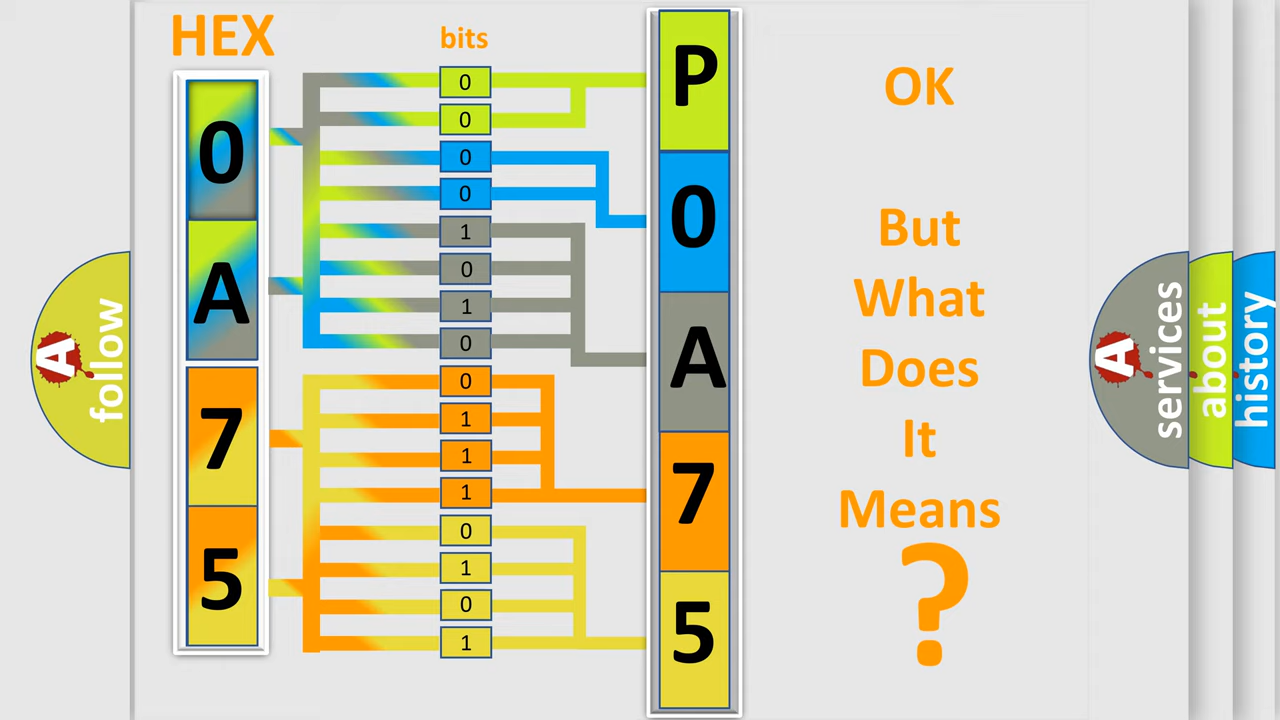 HEX
bits
0
A
7
5
0
0
0
0
1
0
1
0
0
1
1
1
0
1
0
1
P
0
A
7
5
OK
But
What
Does
It
Means
?
A
follow
A
services
about
history